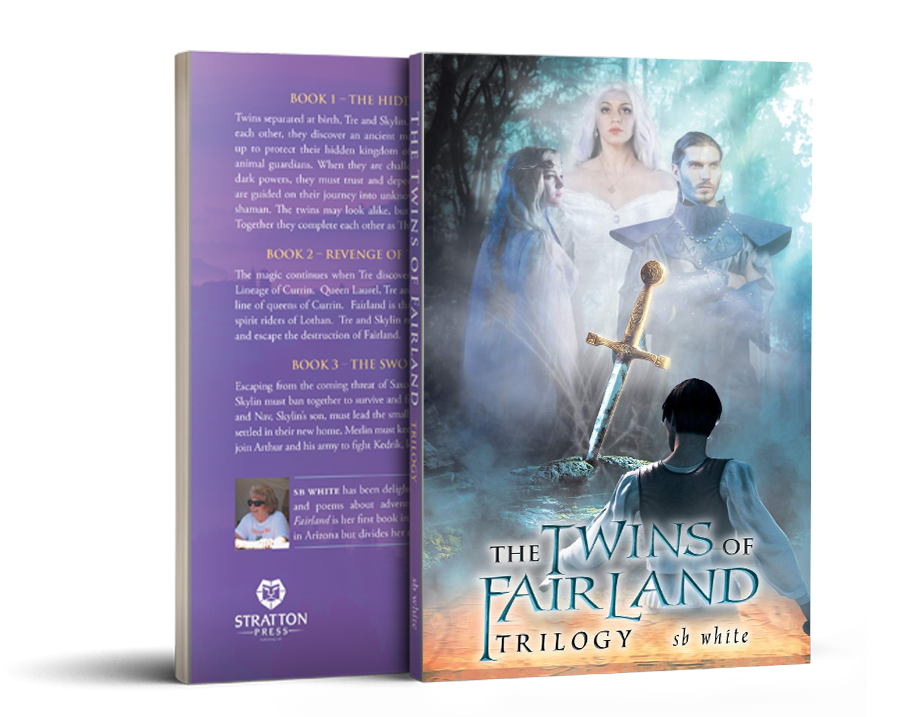 BOOK 1 – THE HIDD
Twins separated at birth, Tre and Skylin,
each other, they discover an ancient m
up to protect their hidden kingdom o
animal guardians. When they are chall
dark powers, they must trust and depe
are guided on their journey into unkno
shaman. The twins may look alike, bu
Together they complete each other as Th
BOOK 2 – REVENGE OF
The magic continues when Tre discove
Lineage of Currin. Queen Laurel, Tre an
line of queens of Currin. Fairland is th
spirit riders of Lothan. Tre and Skylin
and escape the destruction of Fairland.
BOOK 3 – THE SWO
Escaping from the coming threat of Saxo
Skylin must ban together to survive and
and Nav, Skylin's son, must lead the small
settled in their new home, Merlin must
join Arthur and his army to fight Kedrik,
SB WHITE has been deligh
and poems about adven
Fairland is her first book in
in Arizona but divides her
STRATTON
PRESS
THE TWINS OF FAIRLAND TRILOGY
sb white
THE TWINS OF
FAIRLAND
TRILOGY sb white